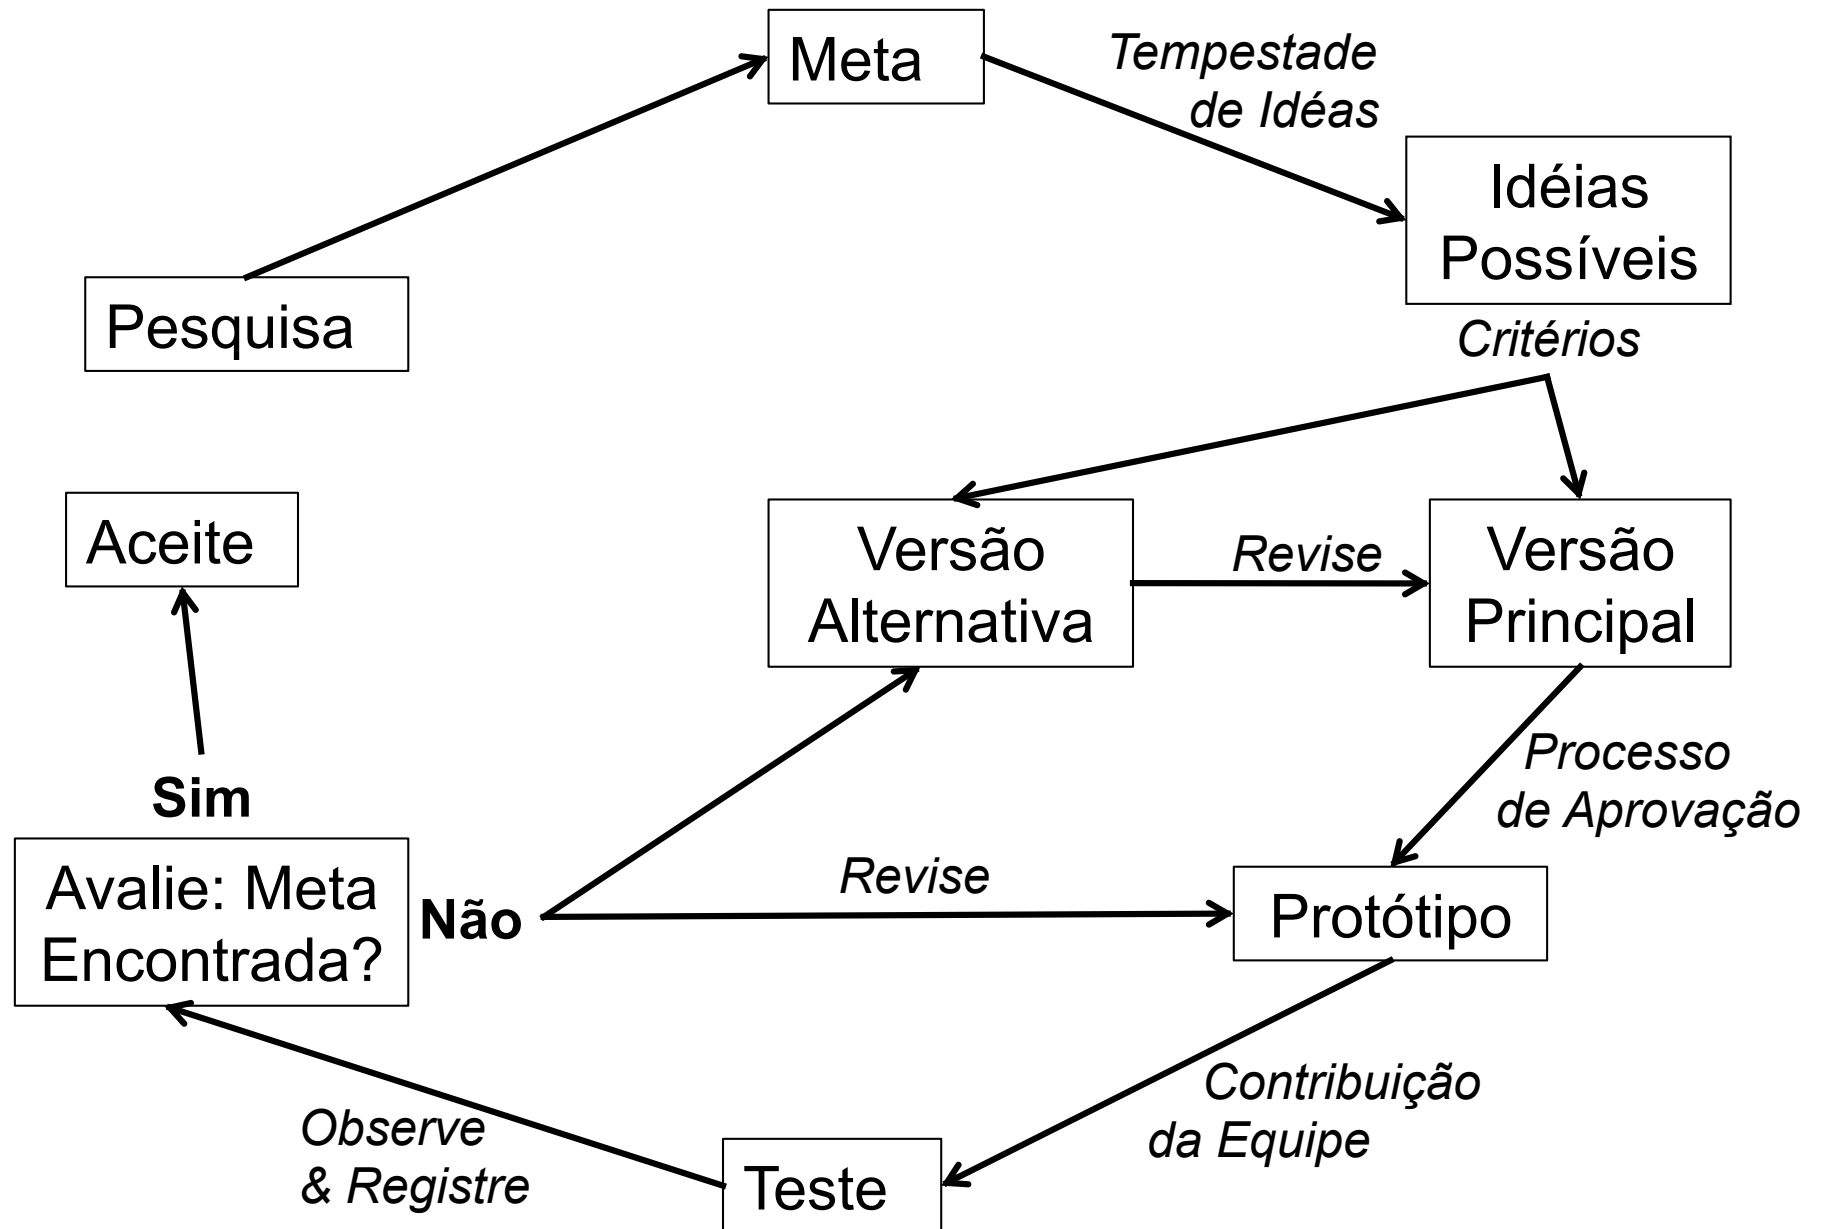 Meta
Tempestade
de Idéas
Idéias
Possíveis
Pesquisa
Critérios
Aceite
Versão
Alternativa
Revise
Versão
Principal
Processo
de Aprovação
Sim
Avalie: Meta
Encontrada?
Não
Revise
Protótipo
Contribuição
da Equipe
Observe
& Registre
Teste